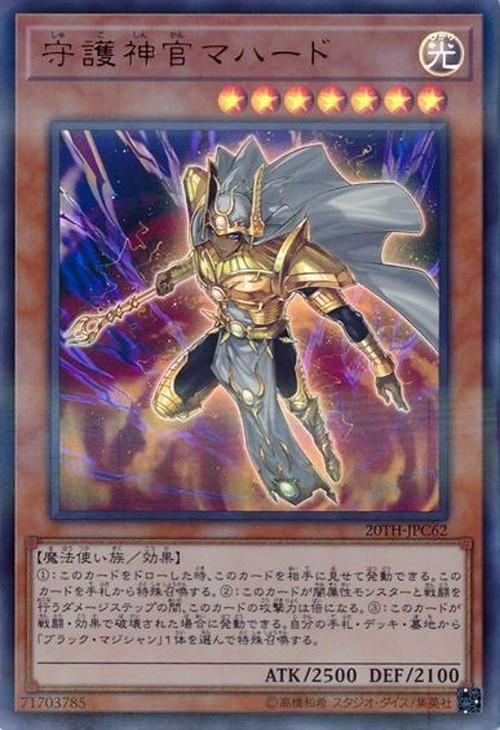 守護神官マハード
光
20TH-JPC62
【魔法使い族／効果】
①：このカードをドローした時、このカードを相手に見せて発動できる。この
カードを手札から特殊召喚する。②：このカードが闇属性モンスターと戦闘を
行うダメージステップの間、このカードの攻撃力は倍になる。③：このカードが
戦闘・効果で破壊された場合に発動できる。自分の手札・デッキ・墓地から
「ブラック・マジシャン」1体を選んで特殊召喚する。
ATK/2500 DEF/2100
71703785
©高橋和希 スタジオ・ダイス/集英社